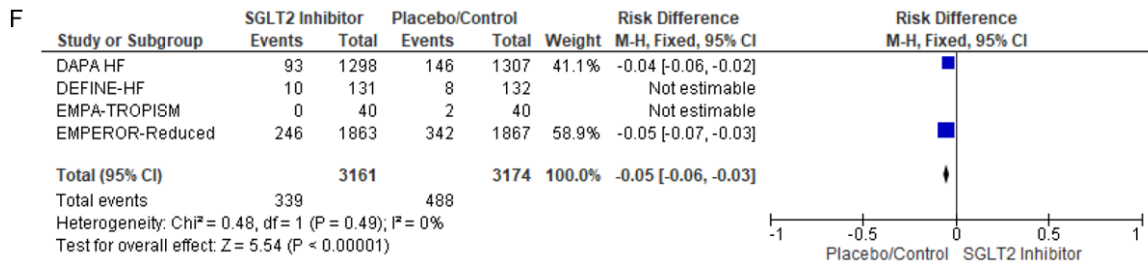 F
SGLT2 Inhibitor Placebo/Control Risk Difference Risk Difference
Study or Subgroup Events Total Events Total Weight M-H, Fixed, 95% CI M-H, Fixed, 95% CI
DAPA HF 93 1298 146 1307 41.1% -0.04 [-0.06, -0.02]
DEFINE-HF 10 131 8 132 Not estimable
EMPA-TROPISM 0 40 2 40 Not estimable
EMPEROR-Reduced 246 1863 342 1867 58.9% -0.05 [-0.07, -0.03]
Total (95% CI) 3161 3174 100.0% -0.05 [-0.06, -0.03]
Total events 339 488
Heterogeneity: Chi² = 0.48, df = 1 (P = 0.49); I² = 0%
Test for overall effect: Z = 5.54 (P < 0.00001)
-1 -0.5 0 0.5 1
Placebo/Control SGLT2 Inhibitor